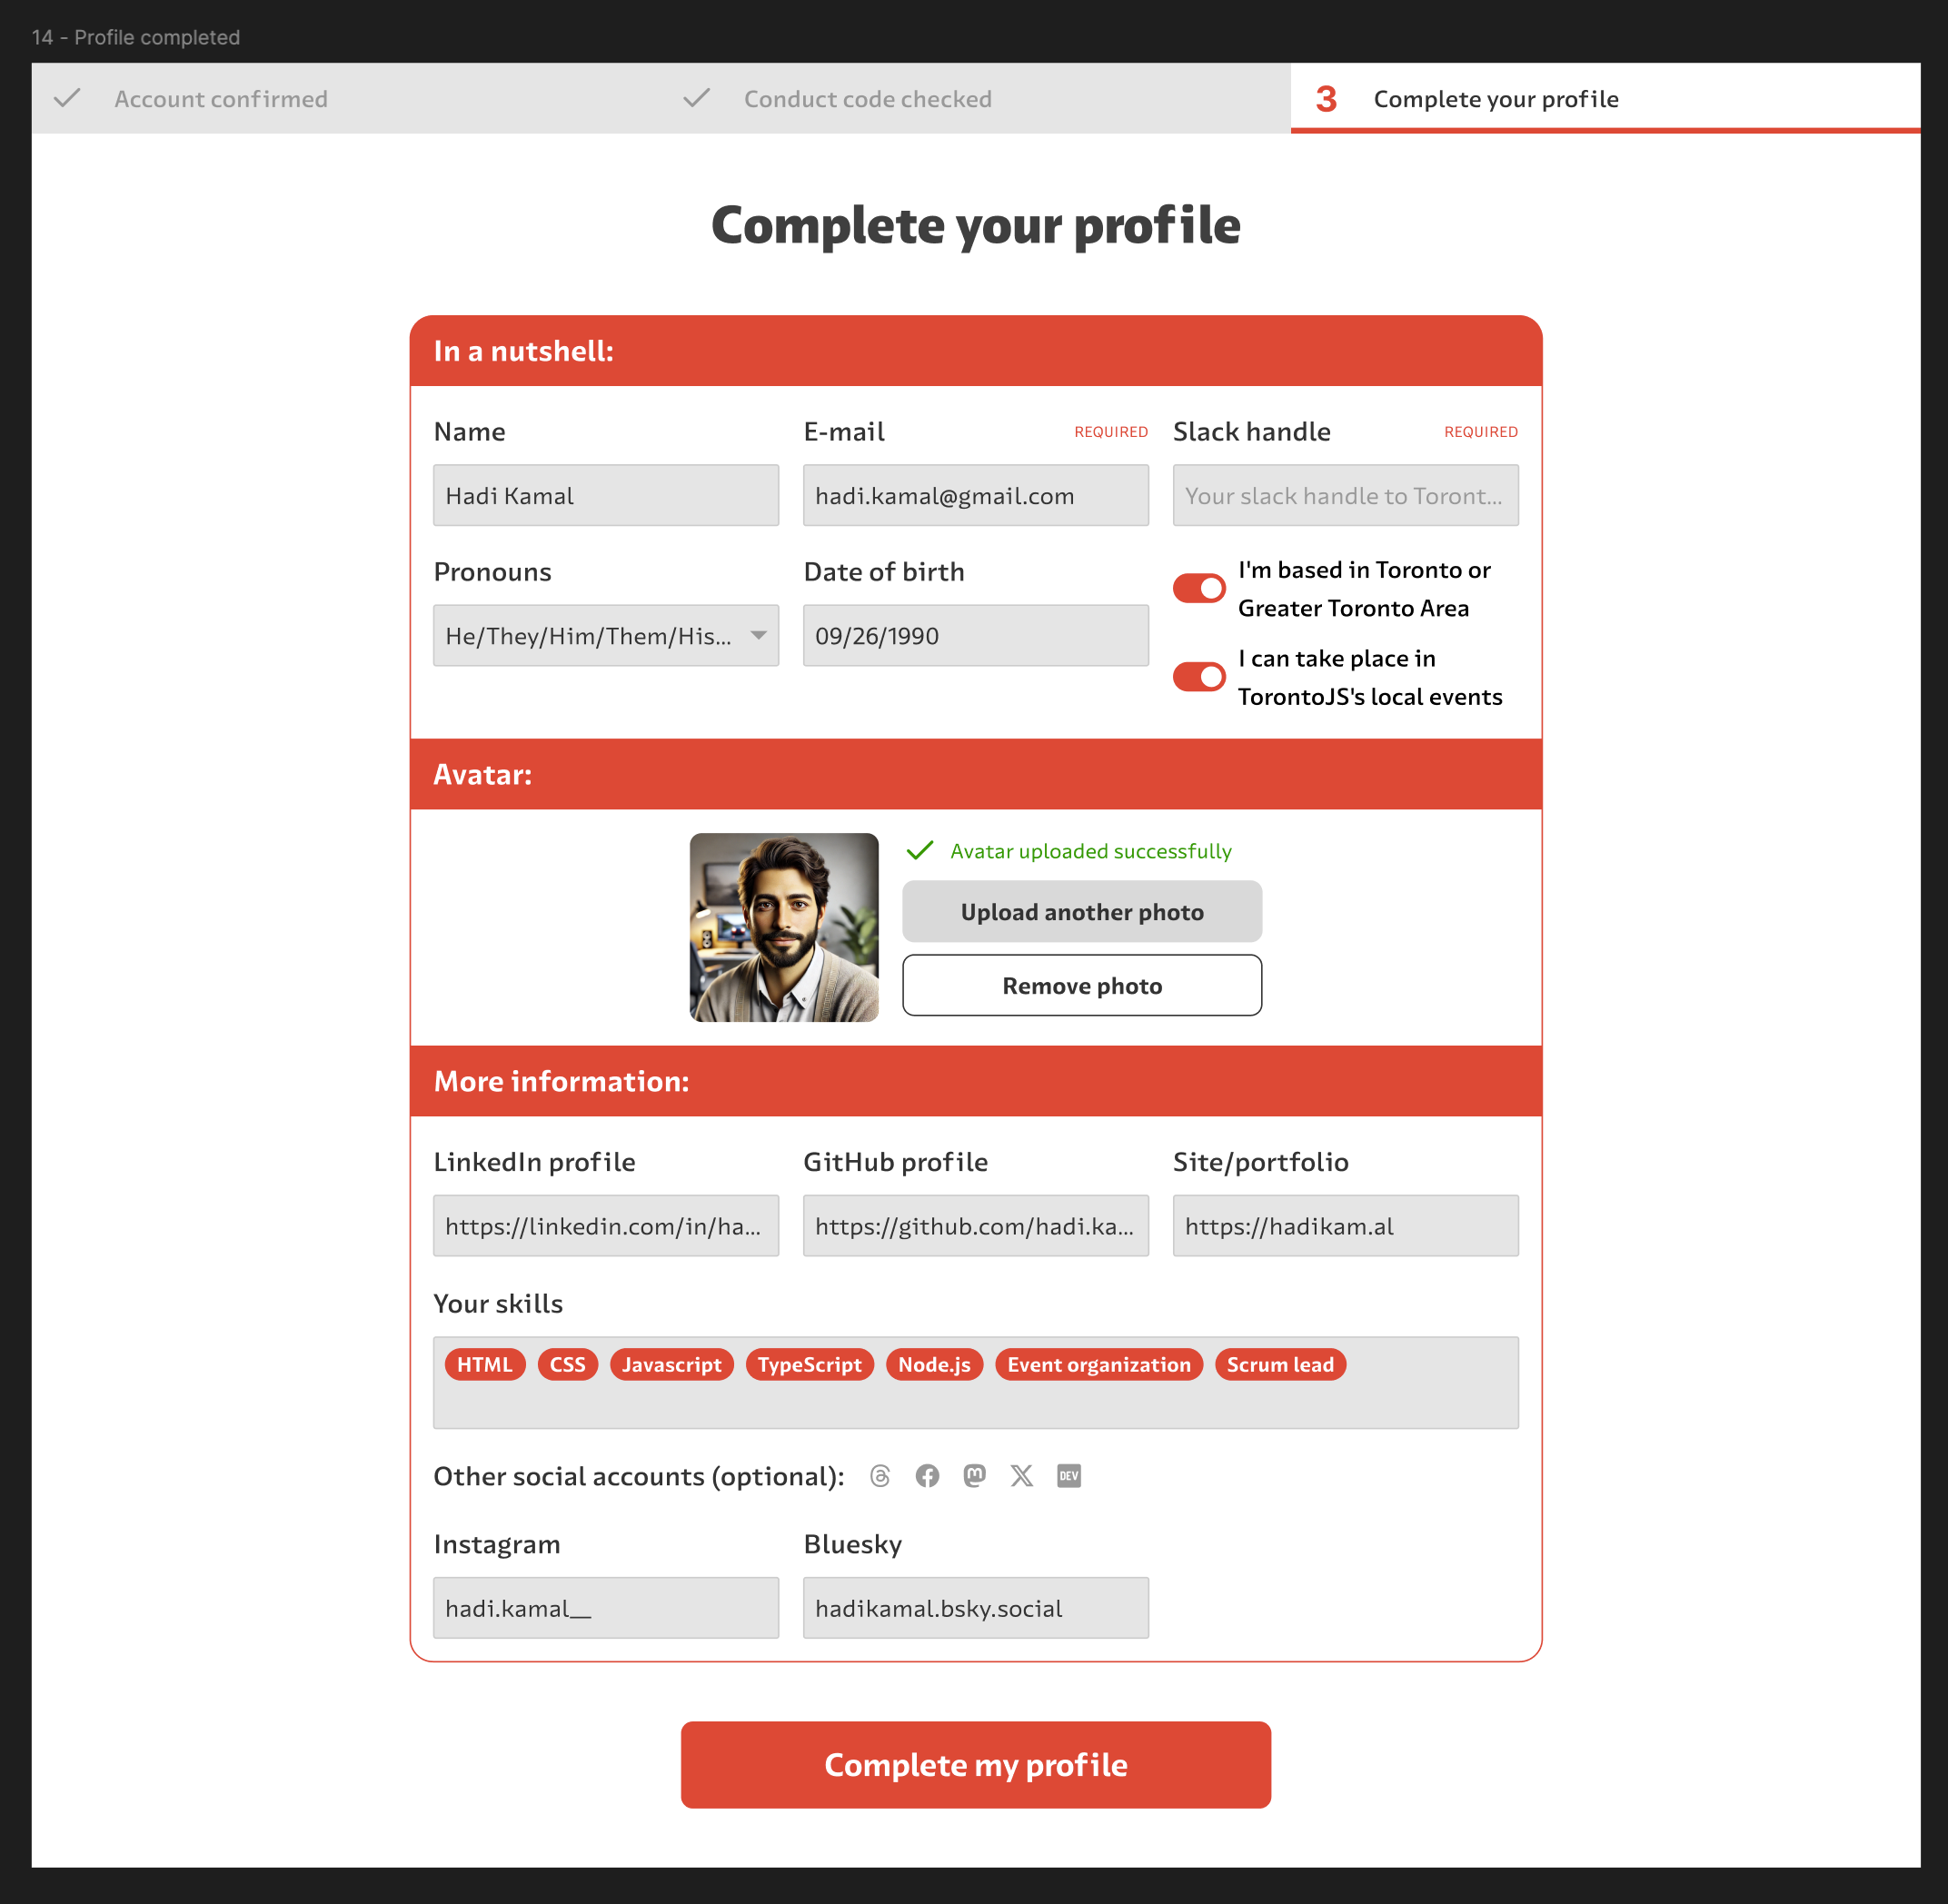 14 - Profile completed
Account confirmed
Conduct code checked
3 Complete your profile
Complete your profile
In a nutshell:
Name
E-mail REQUIRED
Slack handle REQUIRED
Hadi Kamal
hadi.kamal@gmail.com
Your slack handle to Toront...
Pronouns
Date of birth
I'm based in Toronto or
Greater Toronto Area
He/They/Him/Them/His...
09/26/1990
I can take place in
TorontoJS's local events
Avatar:
Avatar uploaded successfully
Upload another photo
Remove photo
More information:
LinkedIn profile
GitHub profile
Site/portfolio
https://linkedin.com/in/ha...
https://github.com/hadi.ka...
https://hadikam.al
Your skills
HTML CSS Javascript TypeScript Node.js Event organization Scrum lead
Other social accounts (optional): DEV
Instagram
Bluesky
hadi.kamal__
hadikamal.bsky.social
Complete my profile